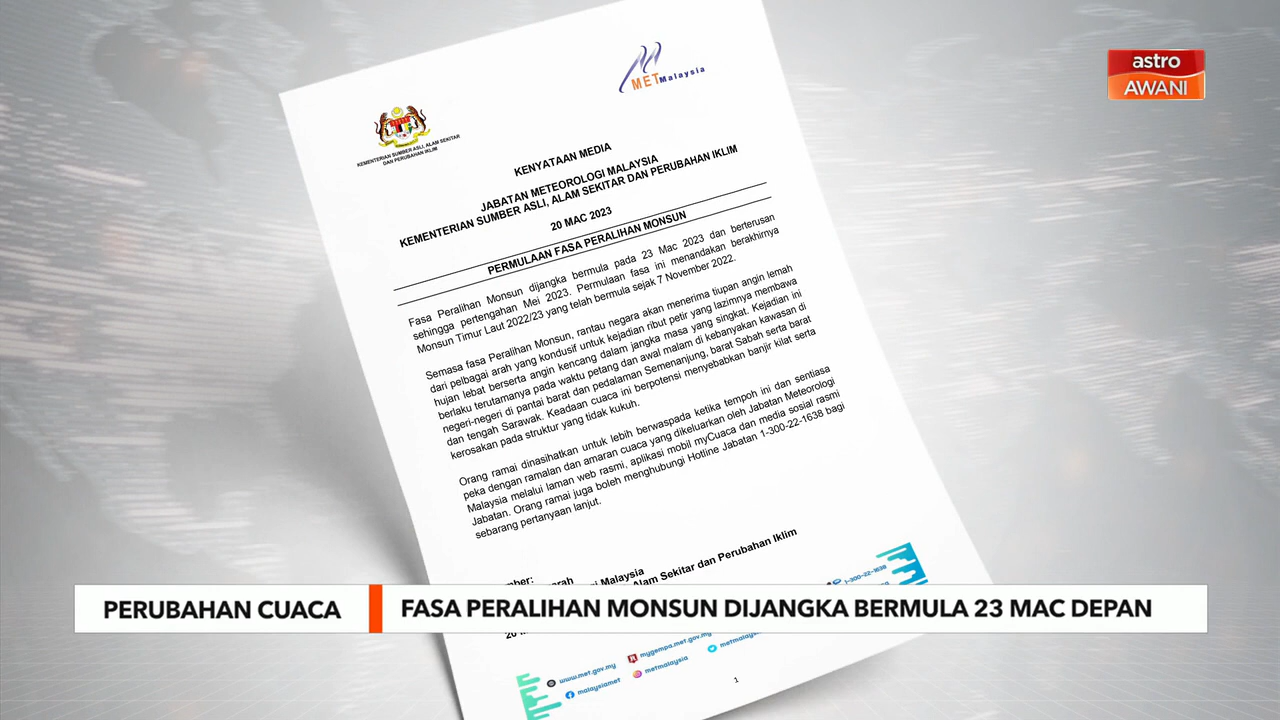 astro
AWANI
MET Malaysia
KEMENTERIAN SUMBER ASLI, ALAM SEKITAR
DAN PERUBAHAN IKLIM
KENYATAAN MEDIA
JABATAN METEOROLOGI MALAYSIA
KEMENTERIAN SUMBER ASLI, ALAM SEKITAR DAN PERUBAHAN IKLIM
20 MAC 2023
PERMULAAN FASA PERALIHAN MONSUN
Fasa Peralihan Monsun dijangka bermula pada 23 Mac 2023 dan berterusan
sehingga pertengahan Mei 2023. Permulaan fasa ini menandakan berakhirnya
Monsun Timur Laut 2022/23 yang telah bermula sejak 7 November 2022.
Semasa fasa Peralihan Monsun, rantau negara akan menerima tiupan angin lemah
dari pelbagai arah yang kondusif untuk kejadian ribut petir yang lazimnya membawa
hujan lebat berserta angin kencang dalam jangka masa yang singkat. Kejadian ini
berlaku terutamanya pada waktu petang dan awal malam di kebanyakan kawasan di
negeri-negeri di pantai barat dan pedalaman Semenanjung, barat Sabah serta barat
dan tengah Sarawak. Keadaan cuaca ini berpotensi menyebabkan banjir kilat serta
kerosakan pada struktur yang tidak kukuh.
Orang ramai dinasihatkan untuk lebih berwaspada ketika tempoh ini dan sentiasa
peka dengan ramalan dan amaran cuaca yang dikeluarkan oleh Jabatan Meteorologi
Malaysia melalui laman web rasmi, aplikasi mobil myCuaca dan media sosial rasmi
Jabatan. Orang ramai juga boleh menghubungi Hotline Jabatan 1-300-22-1638 bagi
sebarang pertanyaan lanjut.
Malaysia
Alam Sekitar dan Perubahan Iklim
PERUBAHAN CUACA
FASA PERALIHAN MONSUN DIJANGKA BERMULA 23 MAC DEPAN
20
1-300-22-1638
www.met.gov.my mygempa.met.gov.my
malaysiamet metmalaysia
1